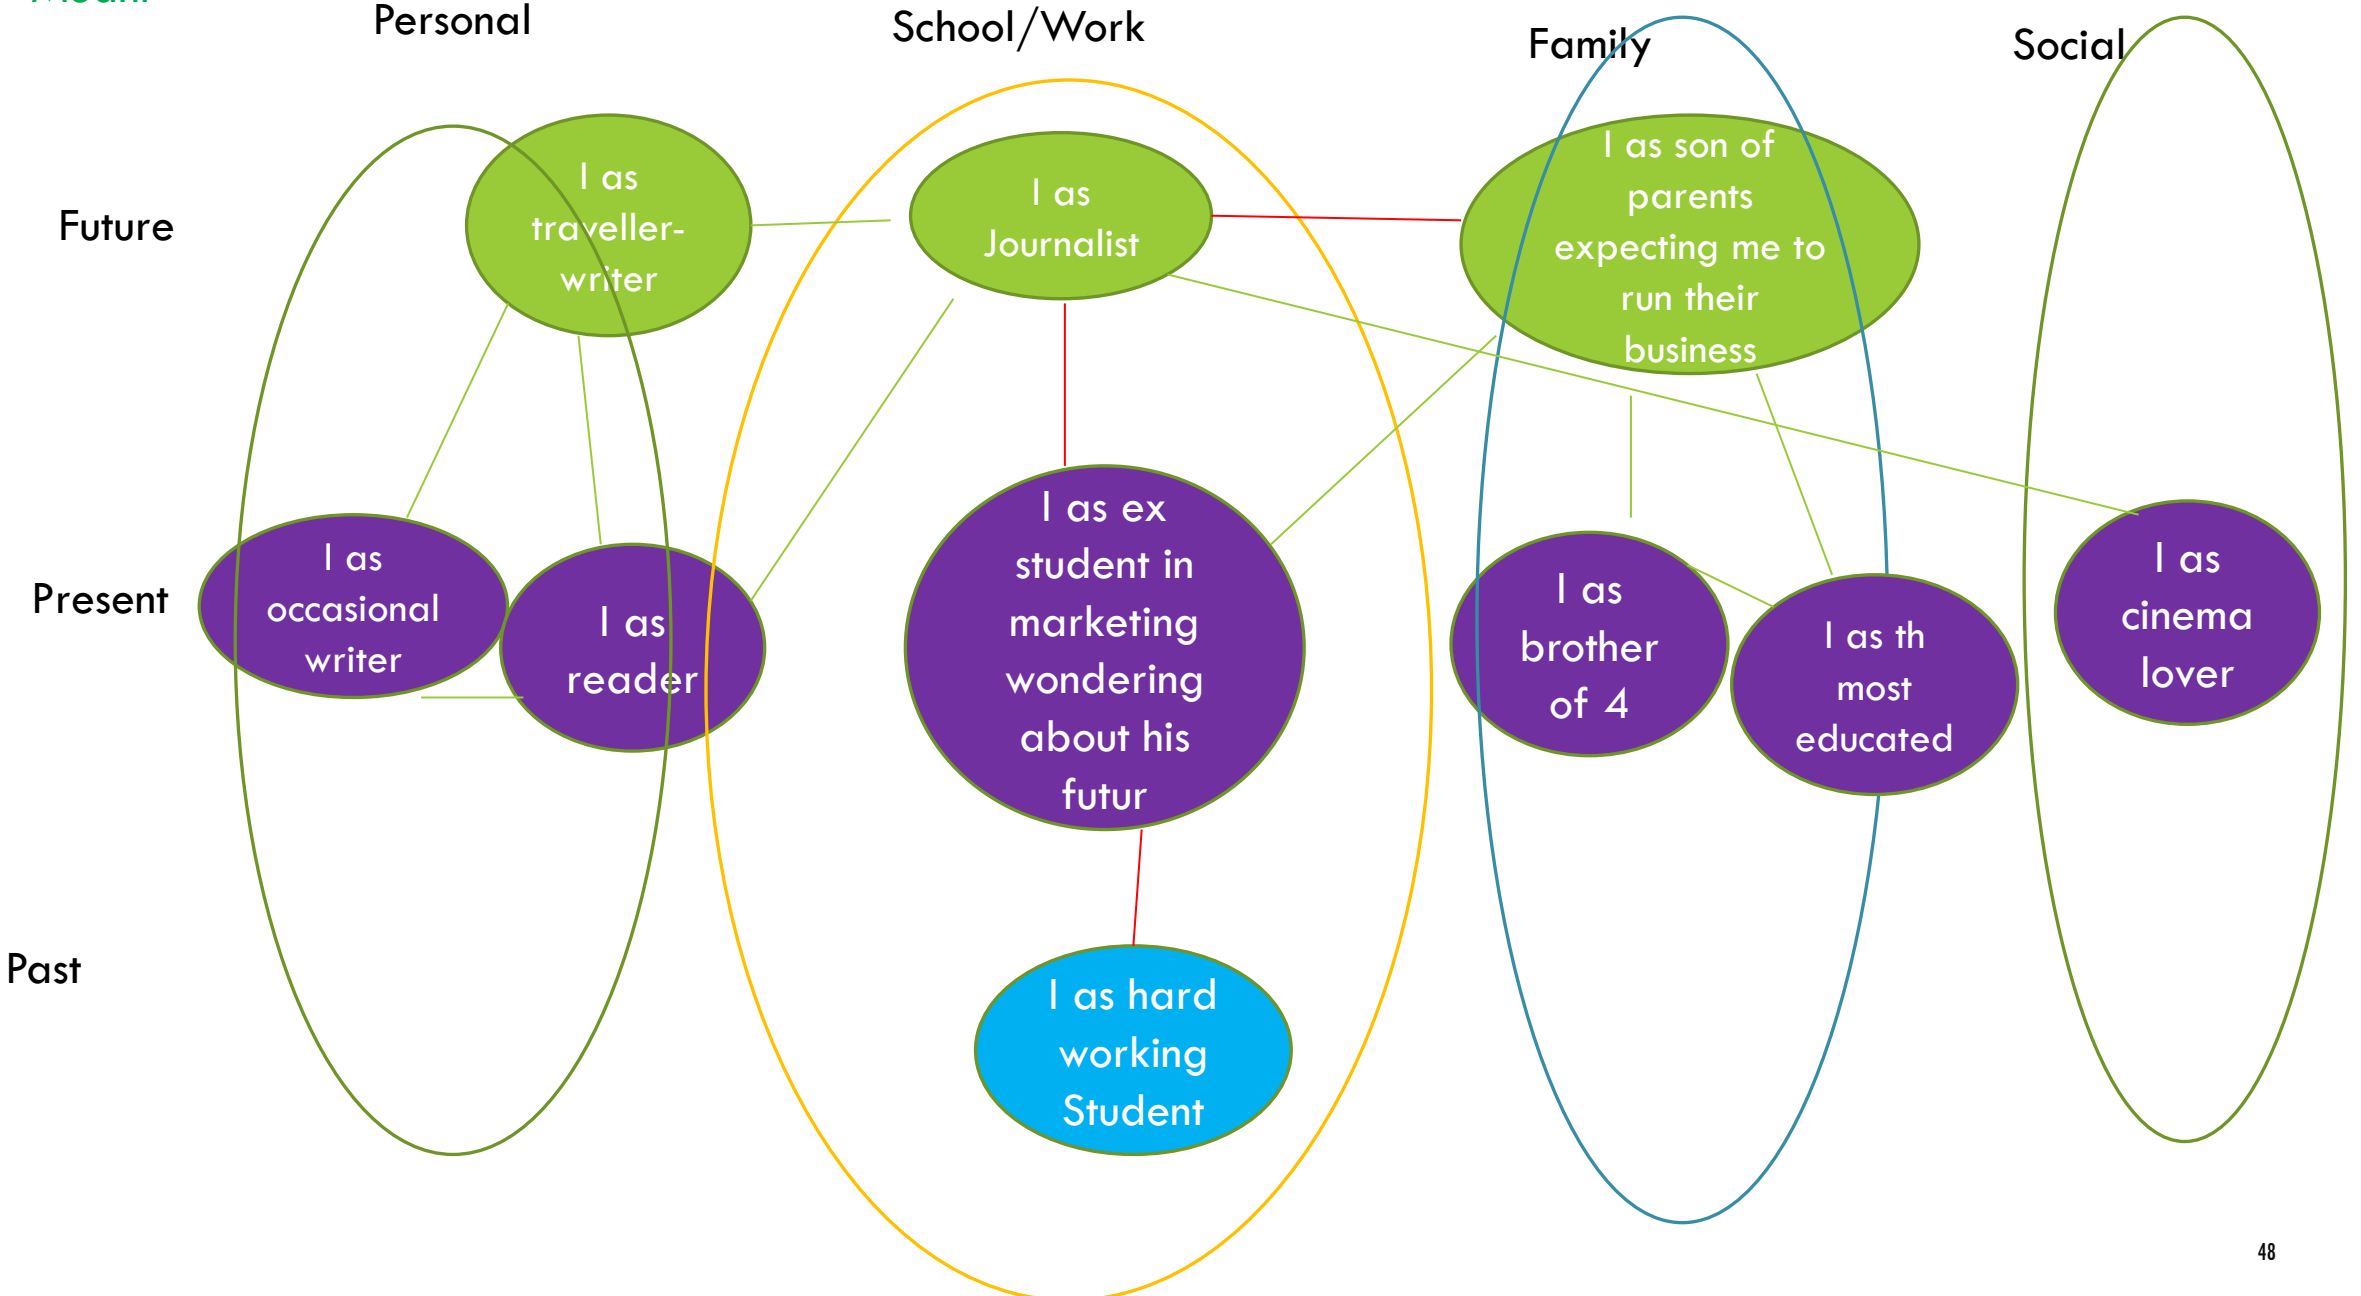 Personal
School/Work
Family
Social
Future
I as
traveller-
writer
I as
Journalist
I as son of
parents
expecting me to
run their
business
Present
I as
occasional
writer
I as
reader
I as ex
student in
marketing
wondering
about his
futur
I as
brother
of 4
I as th
most
educated
I as
cinema
lover
Past
I as hard
working
Student
48